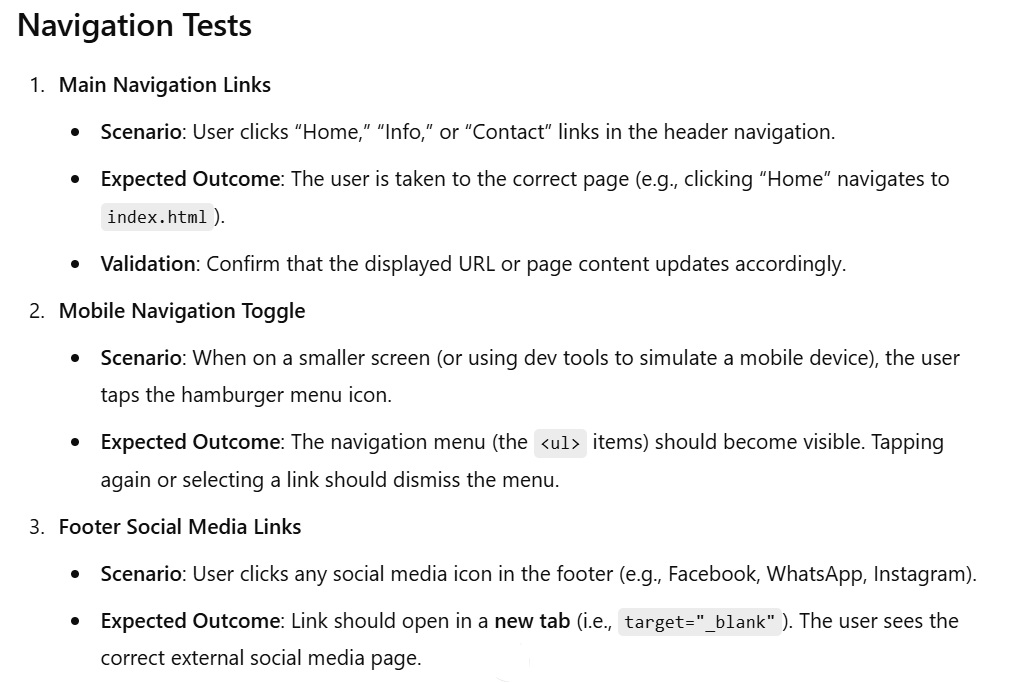 Navigation Tests
1. Main Navigation Links
• Scenario: User clicks “Home,” “Info,” or “Contact” links in the header navigation.
• Expected Outcome: The user is taken to the correct page (e.g., clicking “Home” navigates to
index.html ).
• Validation: Confirm that the displayed URL or page content updates accordingly.
2. Mobile Navigation Toggle
• Scenario: When on a smaller screen (or using dev tools to simulate a mobile device), the user
taps the hamburger menu icon.
• Expected Outcome: The navigation menu (the <ul> items) should become visible. Tapping
again or selecting a link should dismiss the menu.
3. Footer Social Media Links
• Scenario: User clicks any social media icon in the footer (e.g., Facebook, WhatsApp, Instagram).
• Expected Outcome: Link should open in a new tab (i.e., target="_blank" ). The user sees the
correct external social media page.